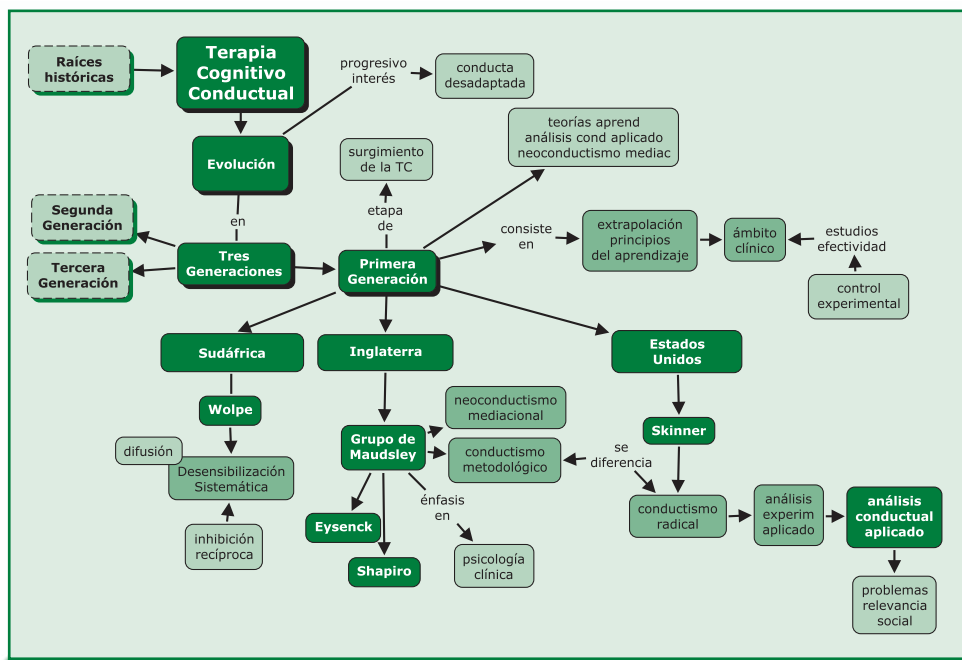 Raíces
históricas
Terapia
Cognitivo
Conductual
progresivo
interés
conducta
desadaptada
Evolución
surgimiento
de la TC
teorías aprend
análisis cond aplicado
neoconductismo mediac
Segunda
Generación
en
etapa
de
consiste
en
extrapolación
principios
del aprendizaje
ámbito
clínico
estudios
efectividad
Tercera
Generación
Tres
Generaciones
Primera
Generación
control
experimental
Sudáfrica
Inglaterra
Estados
Unidos
Wolpe
neoconductismo
mediacional
Grupo de
Maudsley
Skinner
difusión
Desensibilización
Sistemática
conductismo
metodológico
se
diferencia
énfasis
en
conductismo
radical
análisis
experim
aplicado
análisis
conductual
aplicado
Eysenck
inhibición
recíproca
Shapiro
psicología
clínica
problemas
relevancia
social